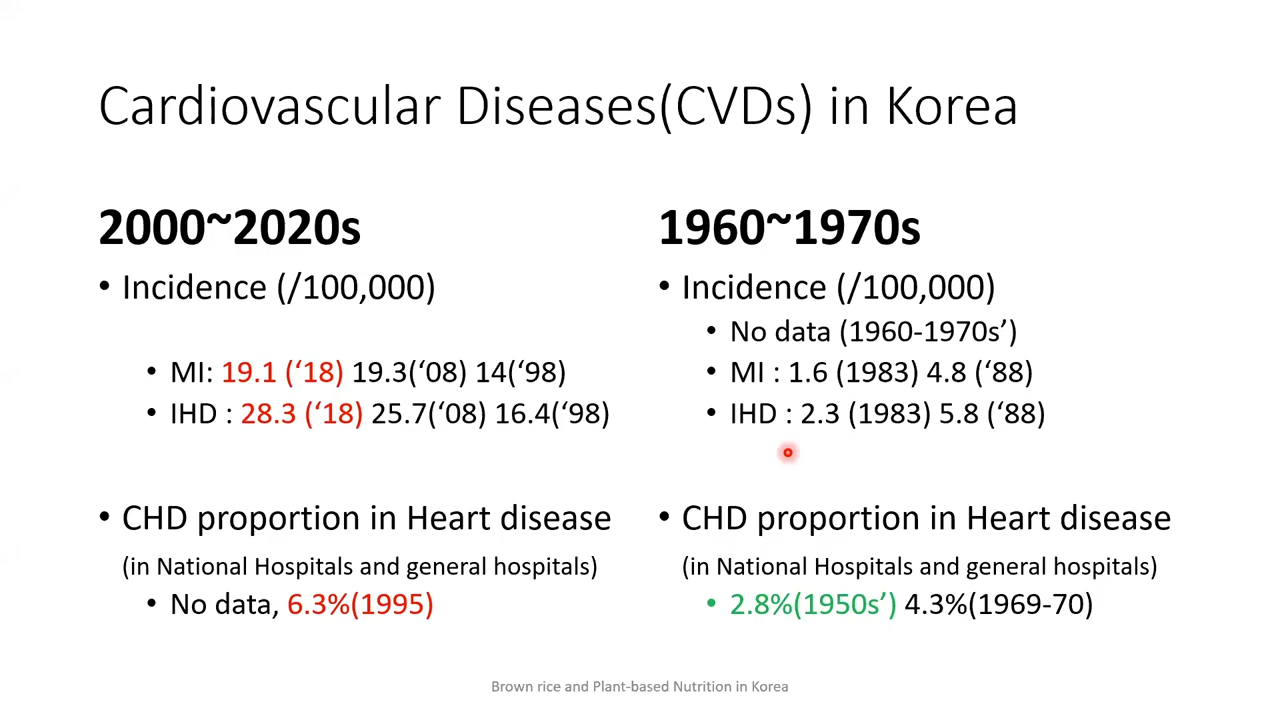 Cardiovascular Diseases(CVDs) in Korea
2000~2020s
• Incidence (/100,000)
• MI: 19.1 (‘18) 19.3(‘08) 14(‘98)
• IHD : 28.3 (‘18) 25.7(‘08) 16.4(‘98)
• CHD proportion in Heart disease
(in National Hospitals and general hospitals)
• No data, 6.3%(1995)
1960~1970s
• Incidence (/100,000)
• No data (1960-1970s’)
• MI : 1.6 (1983) 4.8 (‘88)
• IHD : 2.3 (1983) 5.8 (‘88)
• CHD proportion in Heart disease
(in National Hospitals and general hospitals)
• 2.8%(1950s’) 4.3%(1969-70)
Brown rice and Plant-based Nutrition in Korea